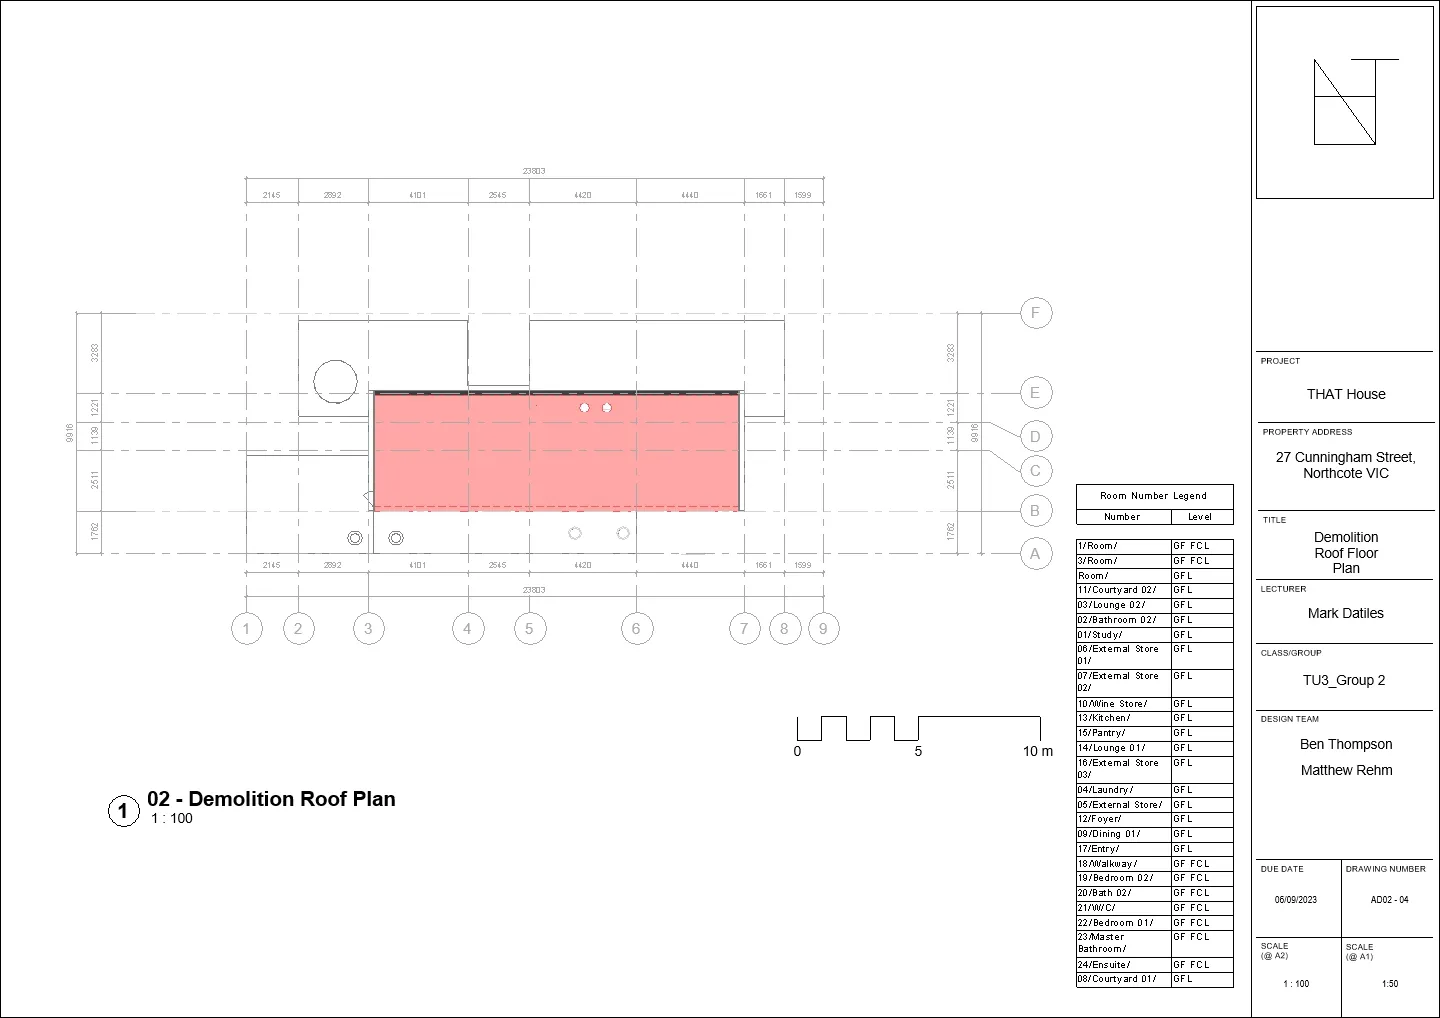 23803
2145 2892 4101 2545 4420 4440 1661 1599
F
3283 3283
E
1221 1221
9916 1139 D 1139 9916
C
2511 2511
B
1762 1762
A
2145 2892 4101 2545 4420 4440 1661 1599
23803
1 2 3 4 5 6 7 8 9
0 5 10 m
1 02 - Demolition Roof Plan
1 : 100
Room Number Legend
Number Level
1/Room/ GF FCL
3/Room/ GF FCL
Room/ GFL
11/Courtyard 02/ GFL
03/Lounge 02/ GFL
02/Bathroom 02/ GFL
01/Study/ GFL
06/External Store GFL
01/
07/External Store GFL
02/
10/Wine Store/ GFL
13/Kitchen/ GFL
15/Pantry/ GFL
14/Lounge 01/ GFL
16/External Store GFL
03/
04/Laundry/ GFL
05/External Store/ GFL
12/Foyer/ GFL
09/Dining 01/ GFL
17/Entry/ GFL
18/Walkway/ GF FCL
19/Bedroom 02/ GF FCL
20/Bath 02/ GF FCL
21/W/C/ GF FCL
22/Bedroom 01/ GF FCL
23/Master GF FCL
Bathroom/
24/Ensuite/ GF FCL
08/Courtyard 01/ GFL
PROJECT
THAT House
PROPERTY ADDRESS
27 Cunningham Street,
Northcote VIC
TITLE
Demolition
Roof Floor
Plan
LECTURER
Mark Datiles
CLASS/GROUP
TU3_Group 2
DESIGN TEAM
Ben Thompson
Matthew Rehm
DUE DATE DRAWING NUMBER
06/09/2023 AD02 - 04
SCALE SCALE
(@ A2) (@ A1)
1 : 100 1:50